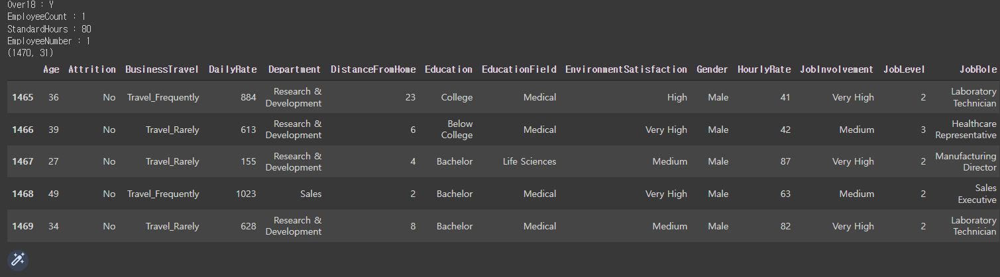 Over18 : Y
EmployeeCount : 1
StandardHours : 80
EmployeeNumber : 1
(1470, 31)
Age Attrition BusinessTravel DailyRate Department DistanceFromHome Education EducationField EnvironmentSatisfaction Gender HourlyRate JobInvolvement JobLevel JobRole
1465 36 No Travel_Frequently 884 Research & Development 23 College Medical High Male 41 Very High 2 Laboratory Technician
1466 39 No Travel_Rarely 613 Research & Development 6 Below College Medical Very High Male 42 Medium 3 Healthcare Representative
1467 27 No Travel_Rarely 155 Research & Development 4 Bachelor Life Sciences Medium Male 87 Very High 2 Manufacturing Director
1468 49 No Travel_Frequently 1023 Sales 2 Bachelor Medical Very High Male 63 Medium 2 Sales Executive
1469 34 No Travel_Rarely 628 Research & Development 8 Bachelor Medical Medium Male 82 Very High 2 Laboratory Technician